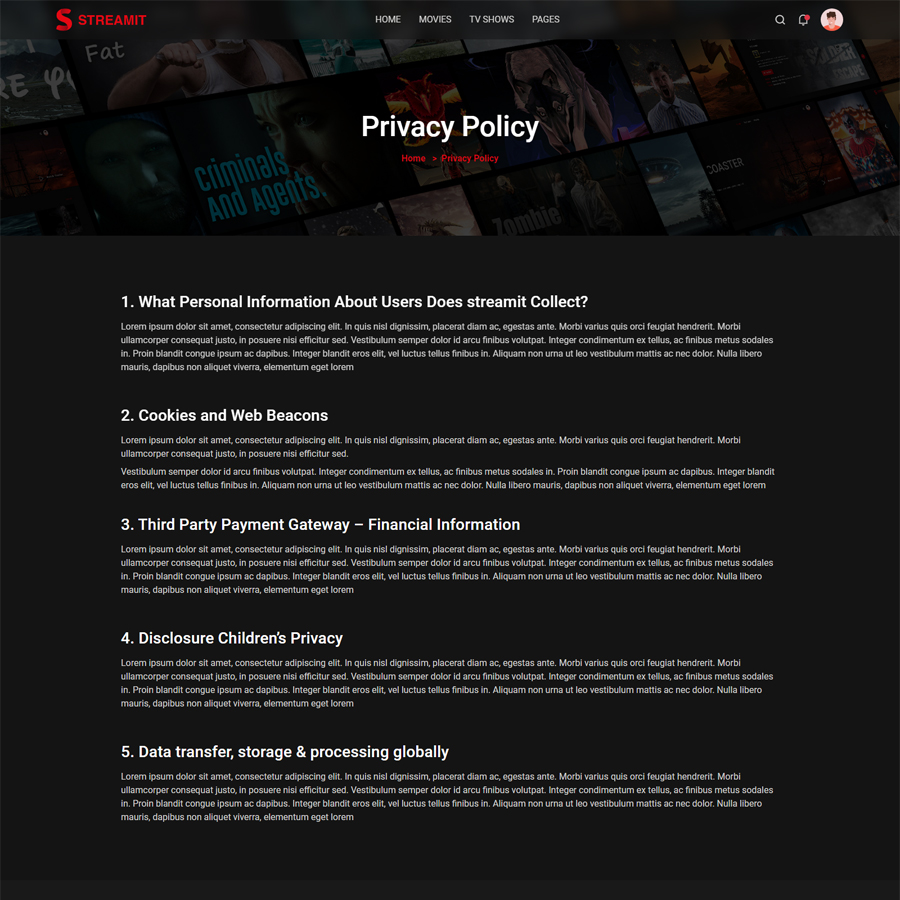 STREAMIT
HOME MOVIES TV SHOWS PAGES
Fat
Criminals
And Agents
COASTER
Zombie
Privacy Policy
Home > Privacy Policy
1. What Personal Information About Users Does streamit Collect?
Lorem ipsum dolor sit amet, consectetur adipiscing elit. In quis nisl dignissim, placerat diam ac, egestas ante. Morbi varius quis orci feugiat hendrerit. Morbi
ullamcorper consequat justo, in posuere nisi efficitur sed. Vestibulum semper dolor id arcu finibus volutpat. Integer condimentum ex tellus, ac finibus metus sodales
in. Proin blandit congue ipsum ac dapibus. Integer blandit eros elit, vel luctus tellus finibus in. Aliquam non urna ut leo vestibulum mattis ac nec dolor. Nulla libero
mauris, dapibus non aliquet viverra, elementum eget lorem
2. Cookies and Web Beacons
Lorem ipsum dolor sit amet, consectetur adipiscing elit. In quis nisl dignissim, placerat diam ac, egestas ante. Morbi varius quis orci feugiat hendrerit. Morbi
ullamcorper consequat justo, in posuere nisi efficitur sed.
Vestibulum semper dolor id arcu finibus volutpat. Integer condimentum ex tellus, ac finibus metus sodales in. Proin blandit congue ipsum ac dapibus. Integer blandit
eros elit, vel luctus tellus finibus in. Aliquam non urna ut leo vestibulum mattis ac nec dolor. Nulla libero mauris, dapibus non aliquet viverra, elementum eget lorem
3. Third Party Payment Gateway – Financial Information
Lorem ipsum dolor sit amet, consectetur adipiscing elit. In quis nisl dignissim, placerat diam ac, egestas ante. Morbi varius quis orci feugiat hendrerit. Morbi
ullamcorper consequat justo, in posuere nisi efficitur sed. Vestibulum semper dolor id arcu finibus volutpat. Integer condimentum ex tellus, ac finibus metus sodales
in. Proin blandit congue ipsum ac dapibus. Integer blandit eros elit, vel luctus tellus finibus in. Aliquam non urna ut leo vestibulum mattis ac nec dolor. Nulla libero
mauris, dapibus non aliquet viverra, elementum eget lorem
4. Disclosure Children’s Privacy
Lorem ipsum dolor sit amet, consectetur adipiscing elit. In quis nisl dignissim, placerat diam ac, egestas ante. Morbi varius quis orci feugiat hendrerit. Morbi
ullamcorper consequat justo, in posuere nisi efficitur sed. Vestibulum semper dolor id arcu finibus volutpat. Integer condimentum ex tellus, ac finibus metus sodales
in. Proin blandit congue ipsum ac dapibus. Integer blandit eros elit, vel luctus tellus finibus in. Aliquam non urna ut leo vestibulum mattis ac nec dolor. Nulla libero
mauris, dapibus non aliquet viverra, elementum eget lorem
5. Data transfer, storage & processing globally
Lorem ipsum dolor sit amet, consectetur adipiscing elit. In quis nisl dignissim, placerat diam ac, egestas ante. Morbi varius quis orci feugiat hendrerit. Morbi
ullamcorper consequat justo, in posuere nisi efficitur sed. Vestibulum semper dolor id arcu finibus volutpat. Integer condimentum ex tellus, ac finibus metus sodales
in. Proin blandit congue ipsum ac dapibus. Integer blandit eros elit, vel luctus tellus finibus in. Aliquam non urna ut leo vestibulum mattis ac nec dolor. Nulla libero
mauris, dapibus non aliquet viverra, elementum eget lorem